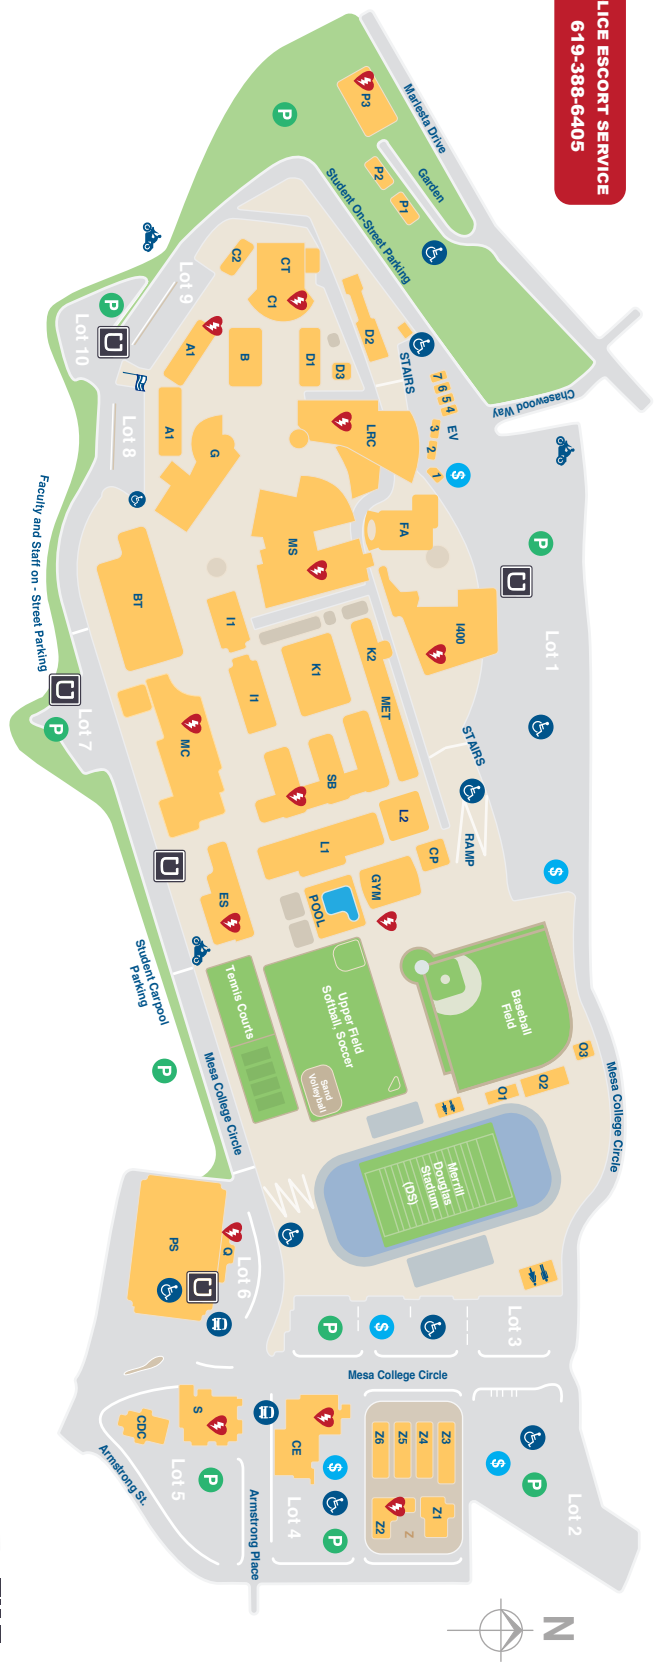 LICE ESCORT SERVICE
619-388-6405
Marlesta Drive
P3
P
Garden
P2
P1
Student On-Street Parking
C2
CT
C1
Lot 9
P
Lot 10
A1
B
D1
D2
D3
STAIRS
7
6
5
4
3
2
1
EV
$
Chasewood Way
A1
G
LRC
Lot 8
FA
MS
P
Faculty and Staff on - Street Parking
BT
I1
I400
Lot 1
K1
K2
MET
I1
Lot 7
P
MC
SB
STAIRS
RAMP
L2
L1
CP
$
GYM
POOL
ES
Student Carpool
Parking
Tennis Courts
Upper Field
Softball, Soccer
Sand
Volleyball
Baseball
Field
O3
O2
O1
Mesa College Circle
P
Mesa College Circle
Merrill
Douglas
Stadium
(DS)
PS
Q
Lot 6
P
$
Lot 3
Mesa College Circle
S
CDC
Armstrong St.
Lot 5
P
CE
$
Lot 4
P
Armstrong Place
Z6
Z5
Z4
Z3
Z2
Z
Z1
$
P
Lot 2
N